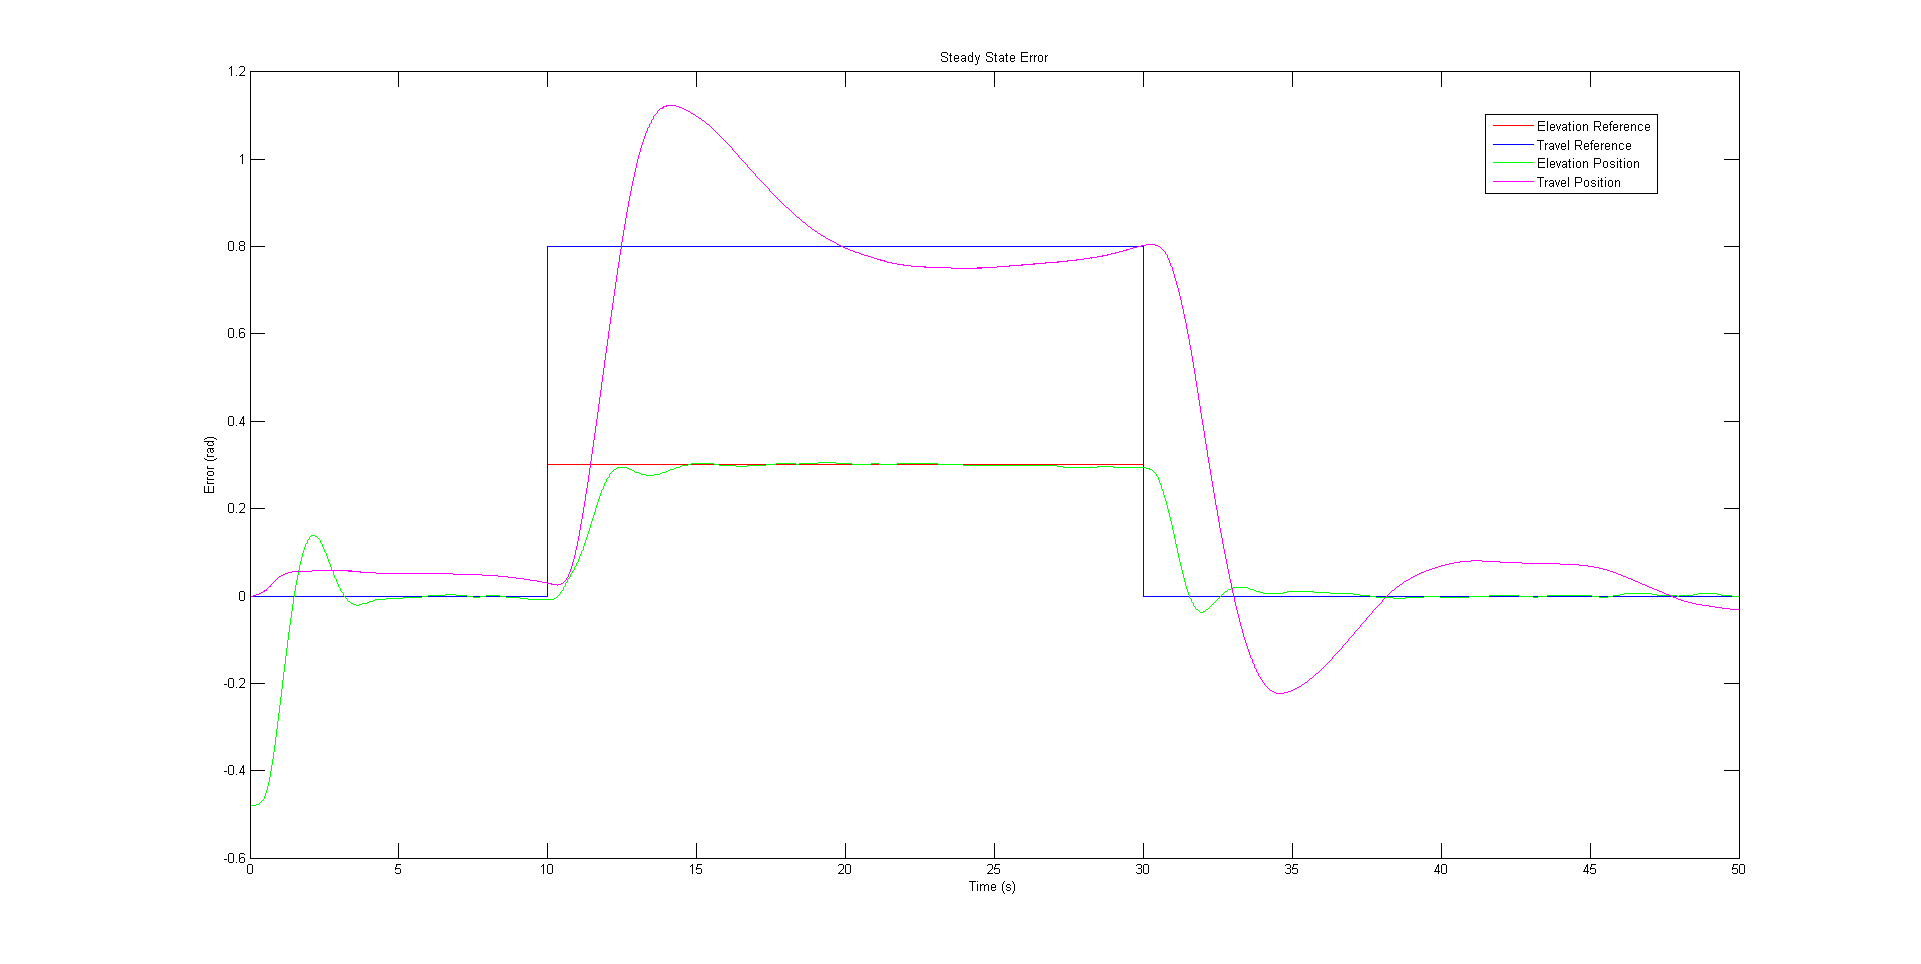 Steady State Error
1.2
1
0.8
0.6
0.4
0.2
0
-0.2
-0.4
-0.6
Error (rad)
Elevation Reference
Travel Reference
Elevation Position
Travel Position
0 5 10 15 20 25 30 35 40 45 50
Time (s)